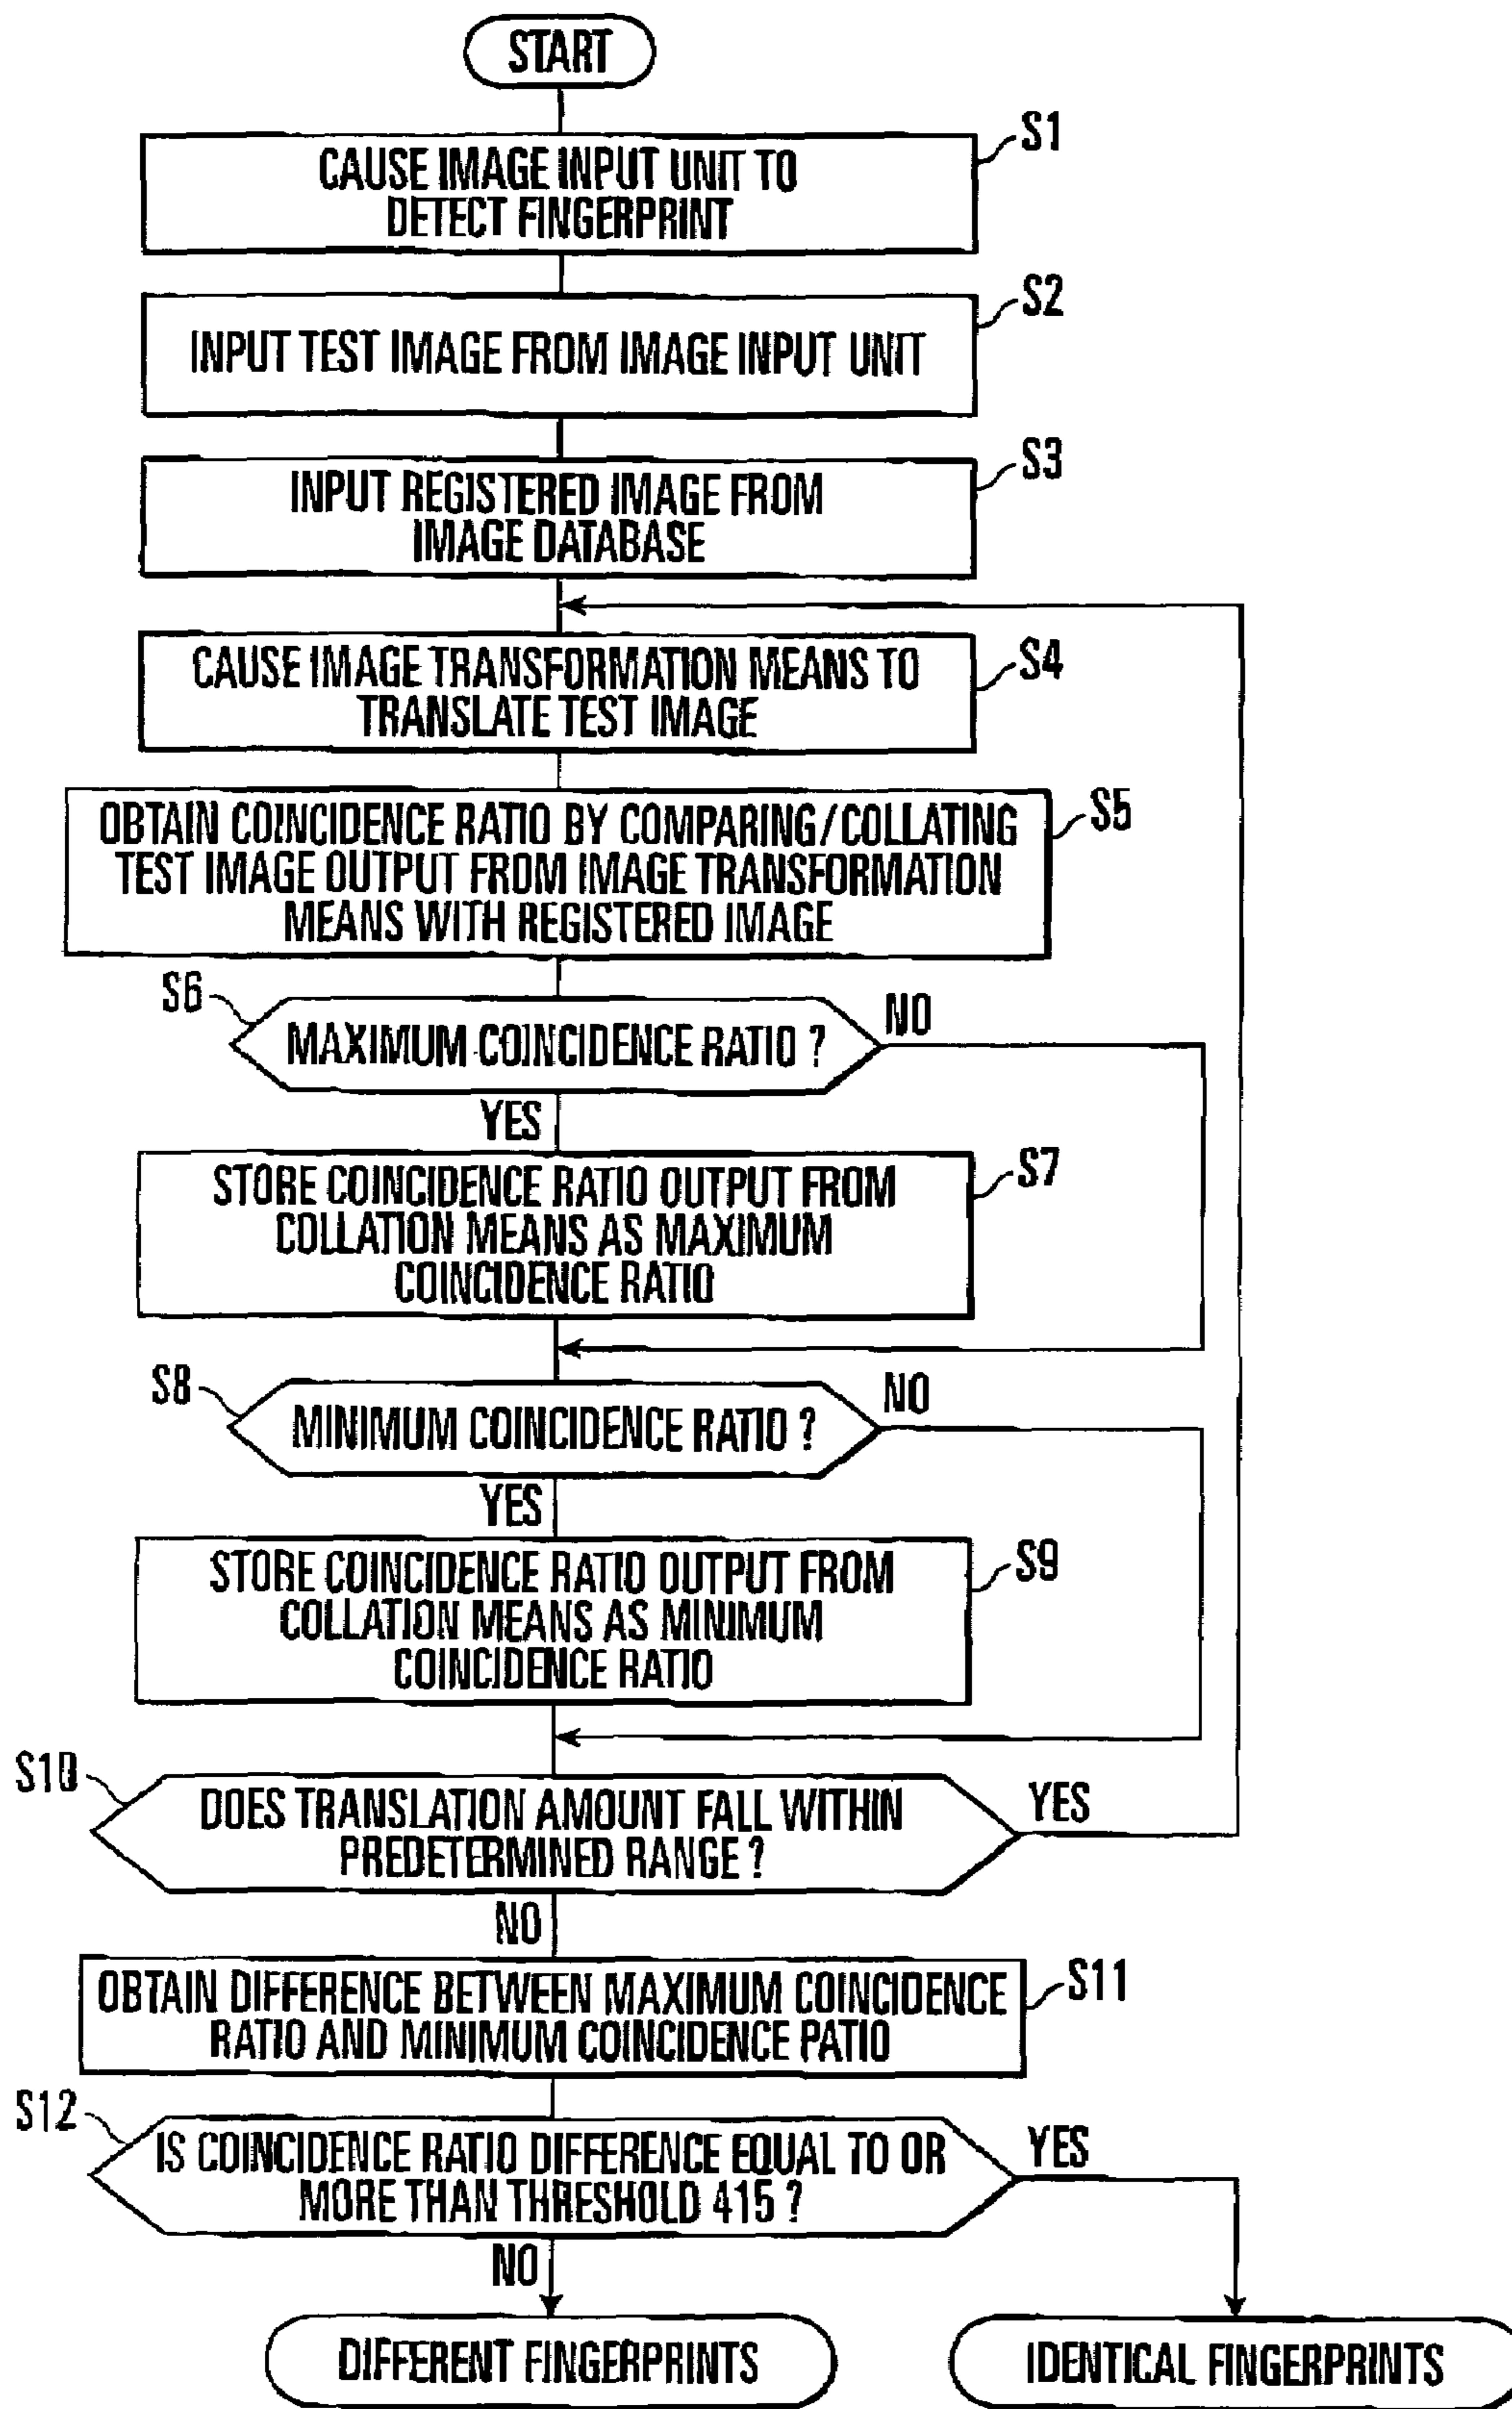 START
S1
CAUSE IMAGE INPUT UNIT TO
DETECT FINGERPRINT
S2
INPUT TEST IMAGE FROM IMAGE INPUT UNIT
S3
INPUT REGISTERED IMAGE FROM
IMAGE DATABASE
S4
CAUSE IMAGE TRANSFORMATION MEANS TO
TRANSLATE TEST IMAGE
S5
OBTAIN COINCIDENCE RATIO BY COMPARING/COLLATING
TEST IMAGE OUTPUT FROM IMAGE TRANSFORMATION
MEANS WITH REGISTERED IMAGE
S6
MAXIMUM COINCIDENCE RATIO ?
NO
YES
S7
STORE COINCIDENCE RATIO OUTPUT FROM
COLLATION MEANS AS MAXIMUM
COINCIDENCE RATIO
S8
MINIMUM COINCIDENCE RATIO ?
NO
YES
S9
STORE COINCIDENCE RATIO OUTPUT FROM
COLLATION MEANS AS MINIMUM
COINCIDENCE RATIO
S10
DOES TRANSLATION AMOUNT FALL WITHIN
PREDETERMINED RANGE ?
YES
NO
S11
OBTAIN DIFFERENCE BETWEEN MAXIMUM COINCIDENCE
RATIO AND MINIMUM COINCIDENCE PATIO
S12
IS COINCIDENCE RATIO DIFFERENCE EQUAL TO OR
MORE THAN THRESHOLD 415 ?
YES
NO
DIFFERENT FINGERPRINTS
IDENTICAL FINGERPRINTS